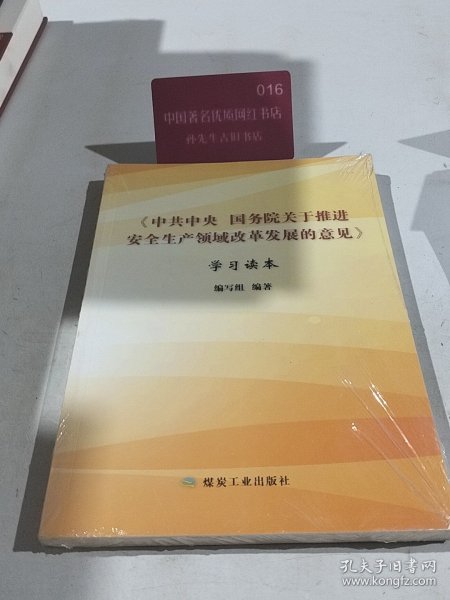 016
中国著名优质网红书店
孙先生古旧书店
《中共中央 国务院关于推进
安全生产领域改革发展的意见》
学习读本
编写组 编著
煤炭工业出版社
孔夫子旧书网
www.kongfz.com